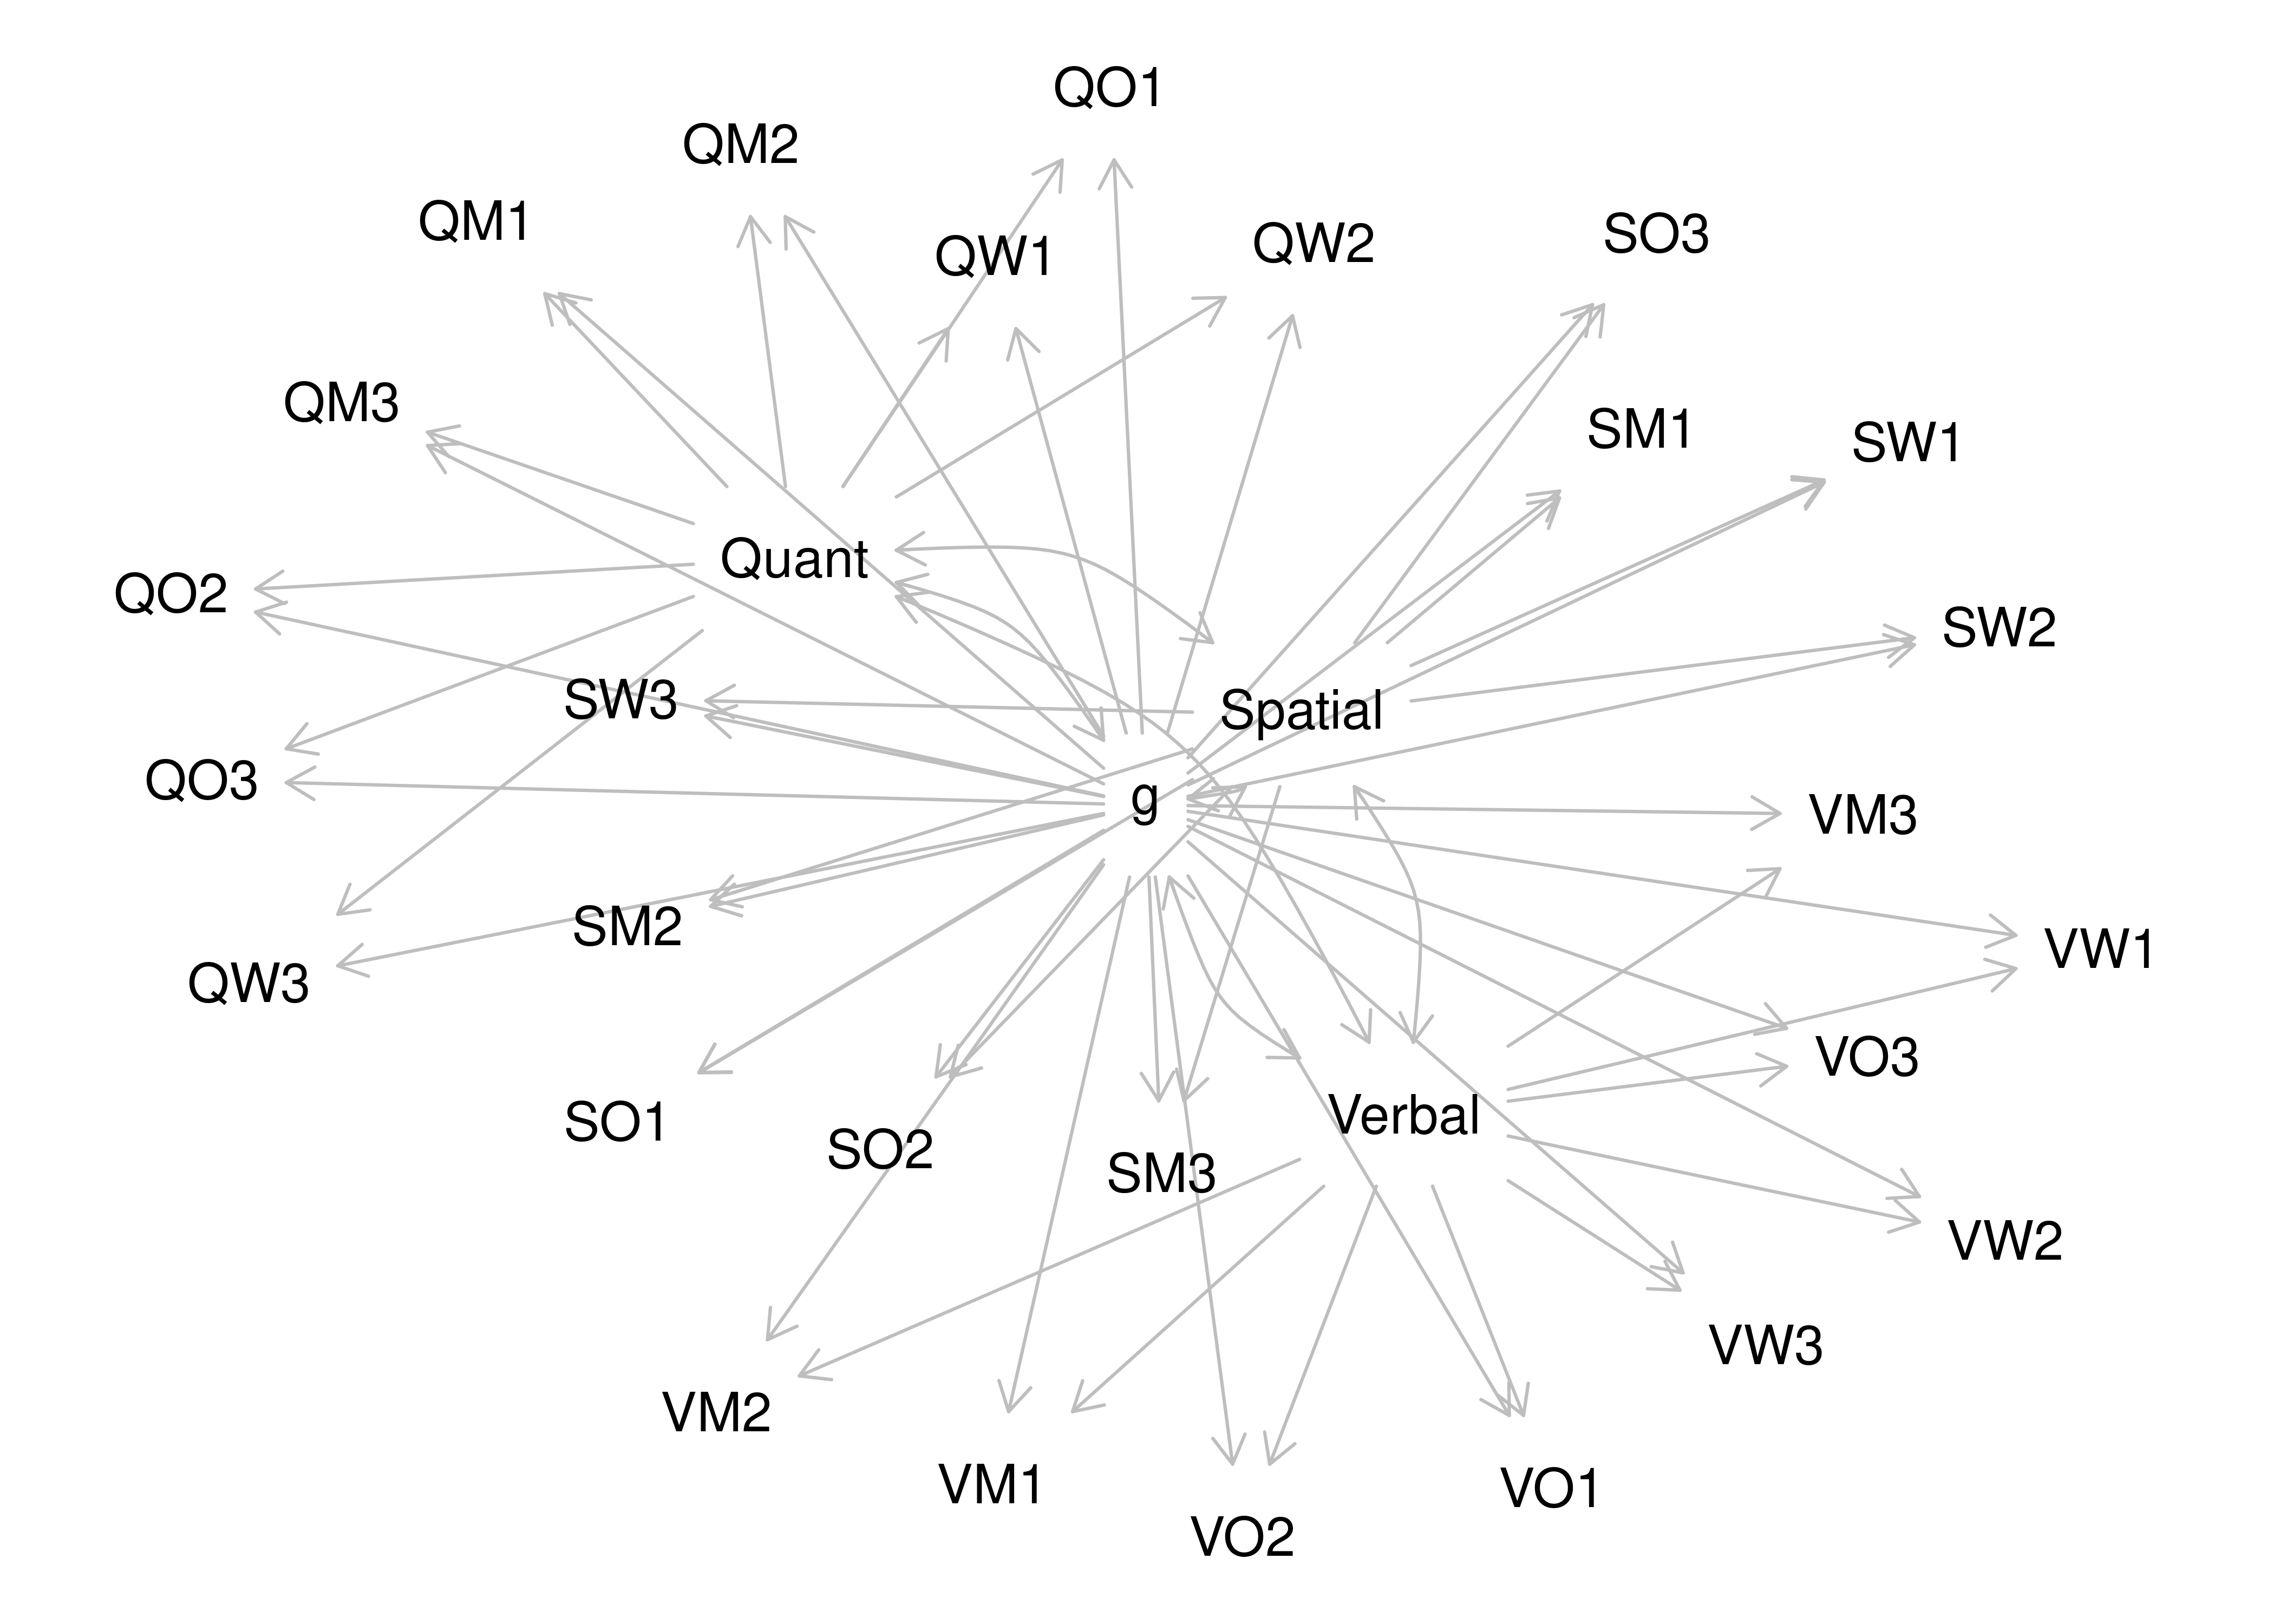 QO1
QM2
QM1
QW1
QW2
SO3
QM3
SM1
SW1
Quant
QO2
SW2
SW3
Spatial
QO3
g
VM3
SM2
VW1
QW3
VO3
SO1
Verbal
SO2
SM3
VW2
VW3
VM2
VM1
VO1
VO2